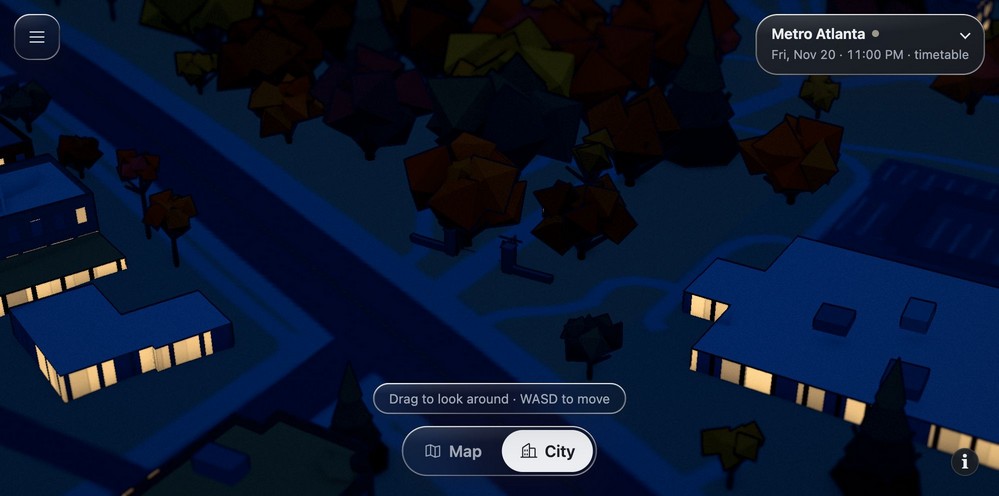 Metro Atlanta
Fri, Nov 20 · 11:00 PM · timetable
Drag to look around · WASD to move
Map
City
i